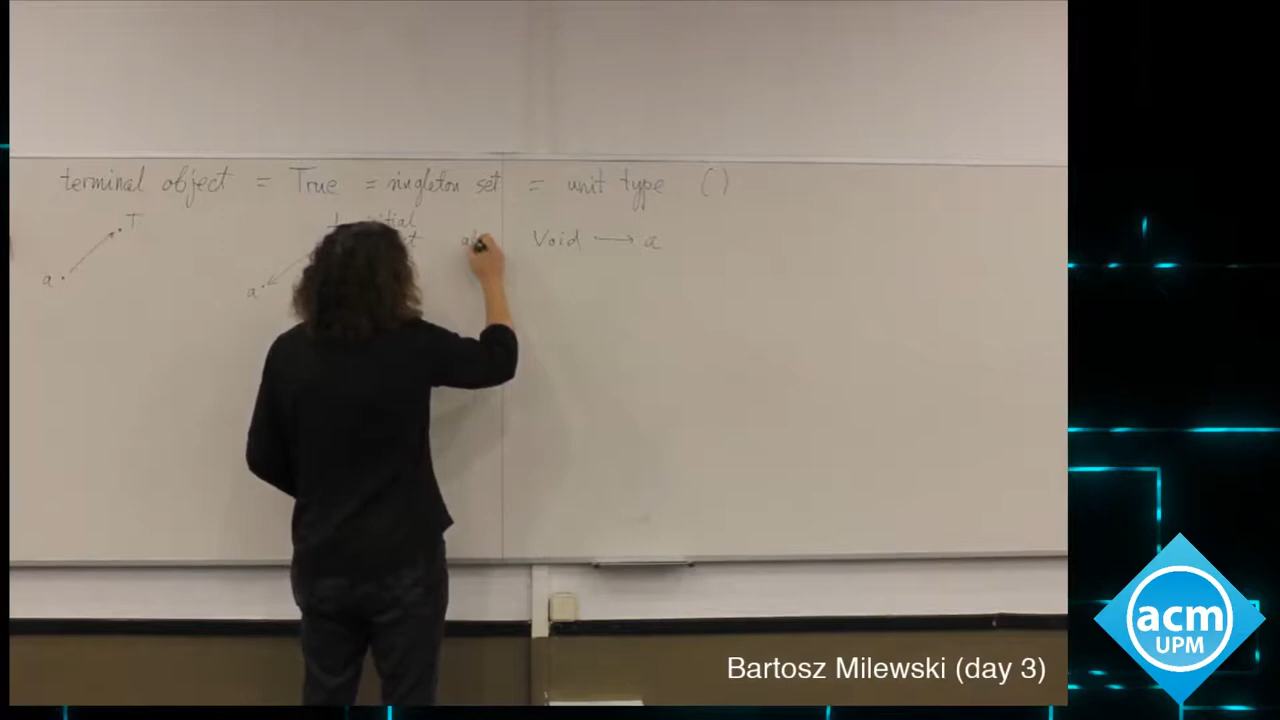 terminal object = True = singleton set = unit type ()
T
a
Void → a
a
Bartosz Milewski (day 3)
acm
UPM